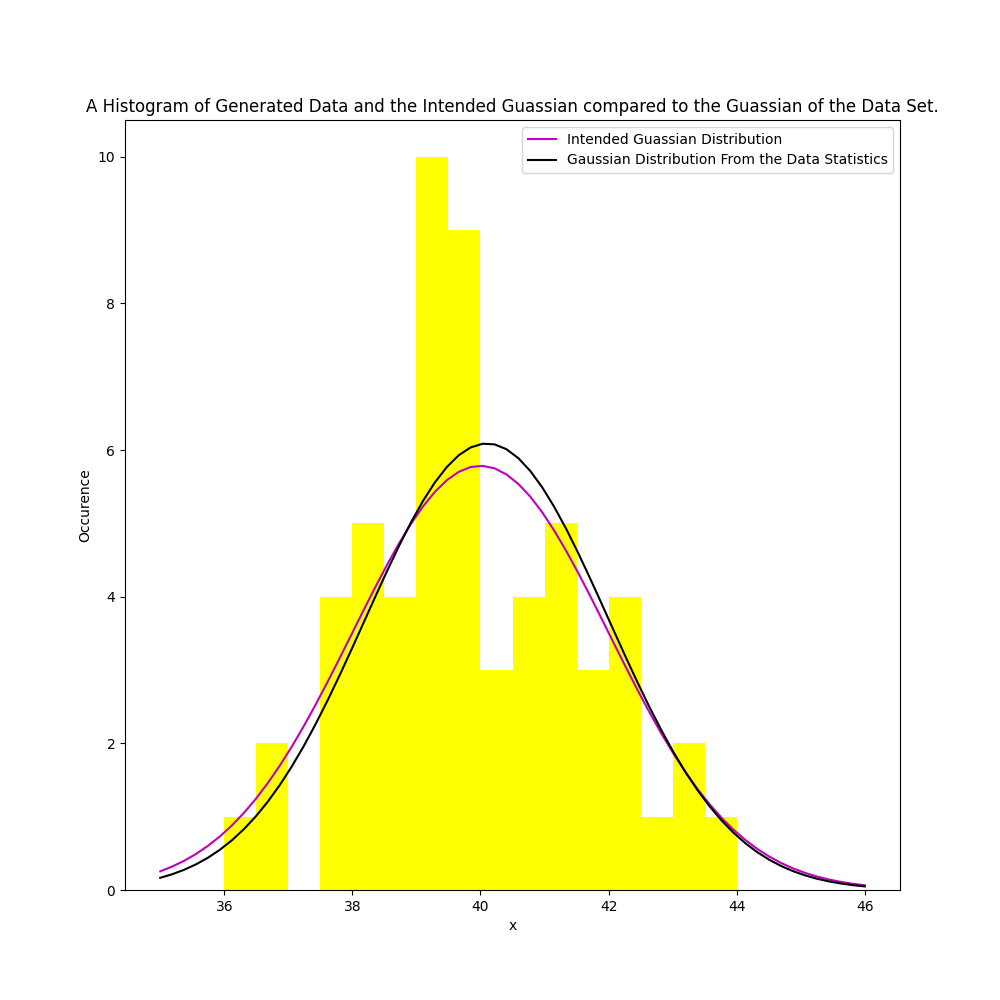 A Histogram of Generated Data and the Intended Guassian compared to the Guassian of the Data Set.
Intended Guassian Distribution
Gaussian Distribution From the Data Statistics
10
8
6
4
2
0
Occurence
36 38 40 42 44 46
x